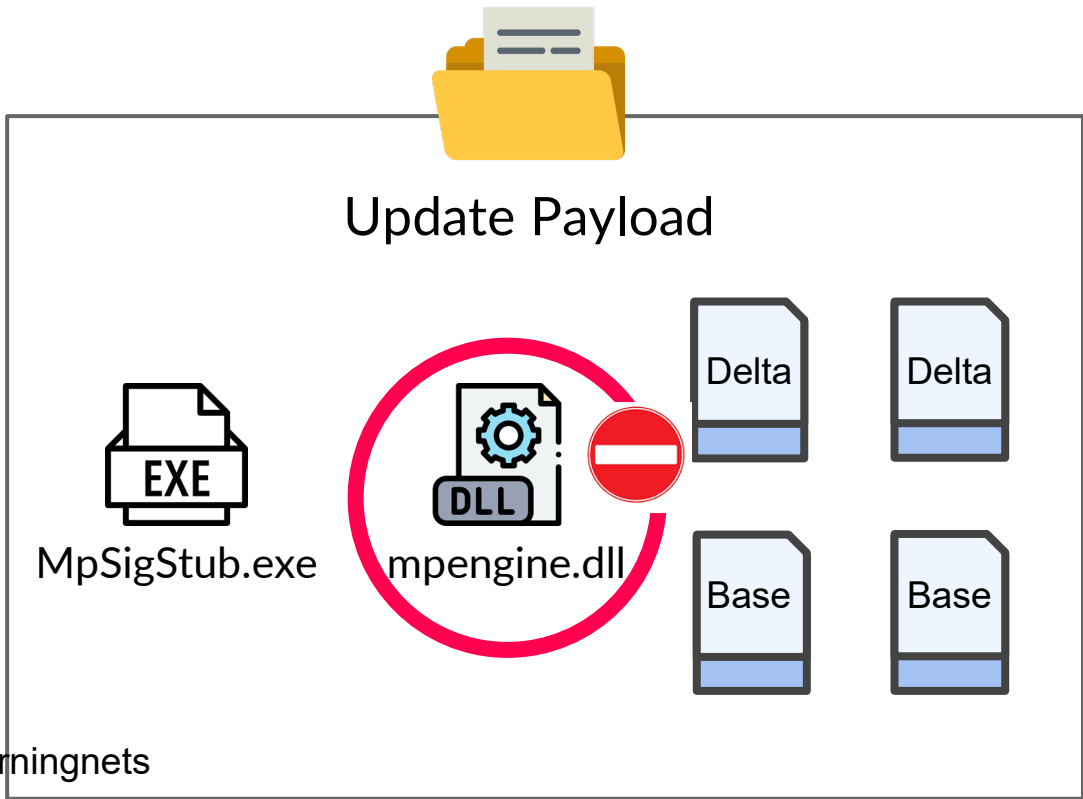 Update Payload
Delta
Delta
EXE
DLL
MpSigStub.exe
mpengine.dll
Base
Base
rningnets